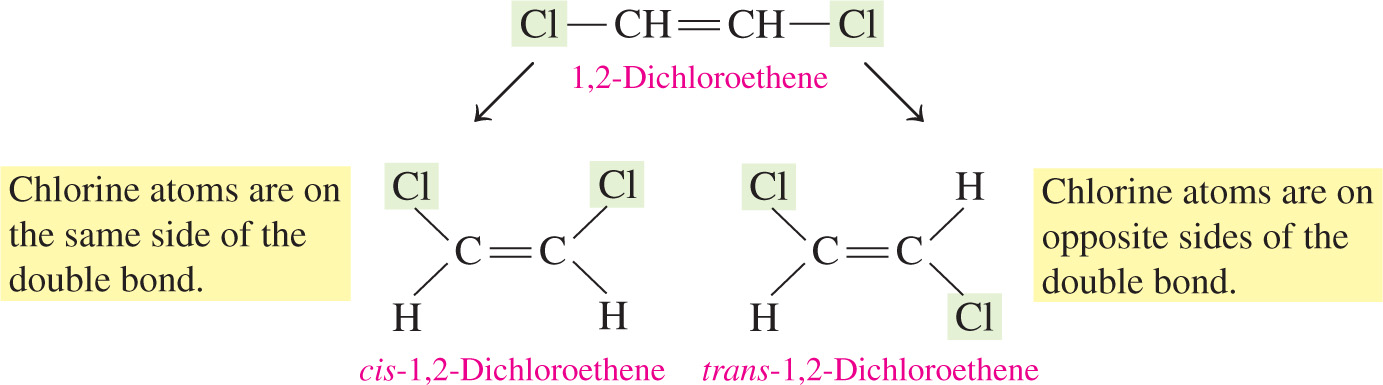 Cl—CH=CH—Cl
1,2-Dichloroethene
Chlorine atoms are on
the same side of the
double bond.
Cl Cl
C=C
H H
cis-1,2-Dichloroethene
Cl H
C=C
H Cl
trans-1,2-Dichloroethene
Chlorine atoms are on
opposite sides of the
double bond.